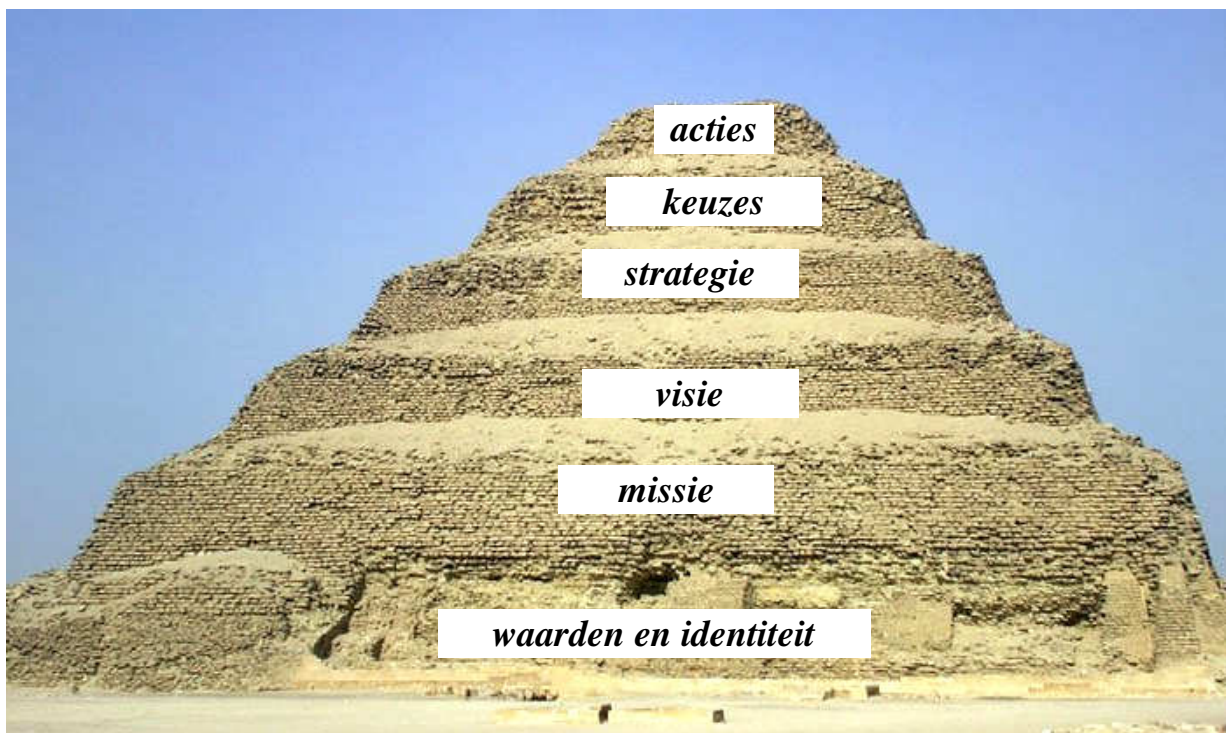 acties
keuzes
strategie
visie
missie
waarden en identiteit